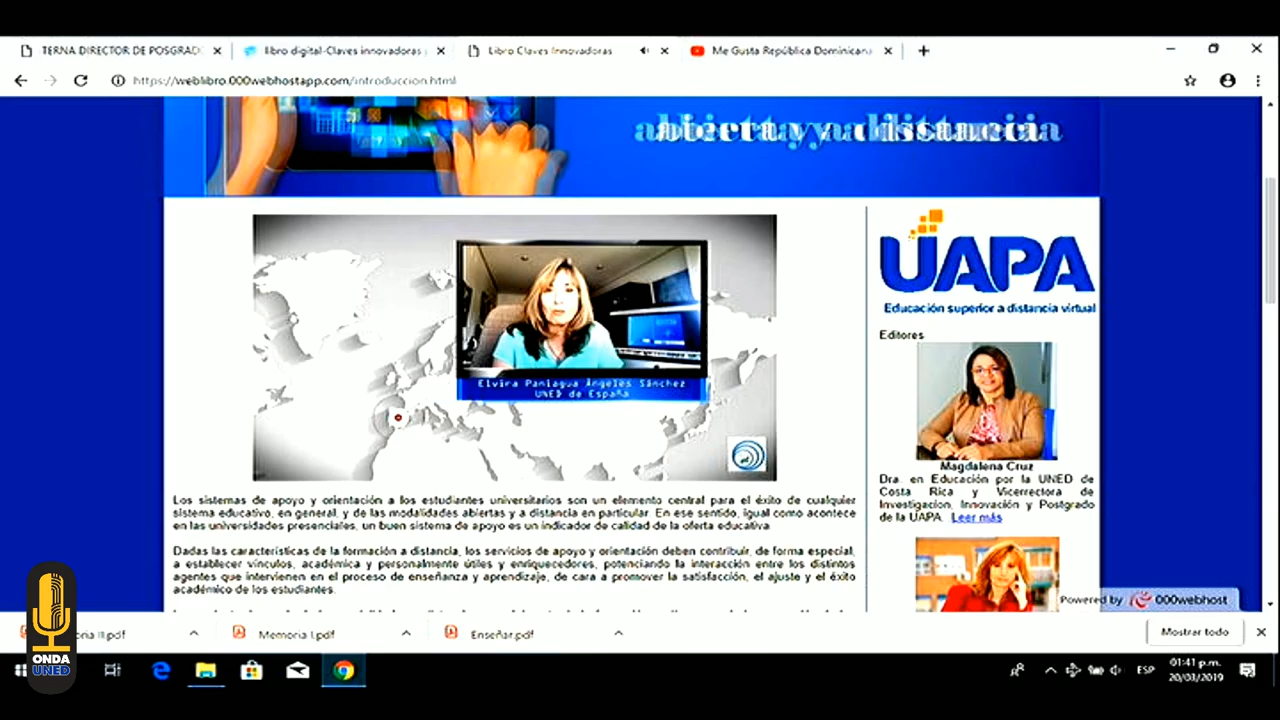 TERNA DIRECTOR DE POSGRAD
libro digital-Claves innovadoras
Libro Claves Innovadoras
Me Gusta República Dominicana
https://weblibro.000webhostapp.com/introduccion.html
abierta y a distancia
UAPA
Educación superior a distancia virtual
Editores
Elvira Paniagua Ángeles Sánchez
UNED de España
Magdalena Cruz
Dra. en Educación por la UNED de
Costa Rica y Vicerrectora de
Investigacion, Innovación y Postgrado
de la UAPA. Leer más
Los sistemas de apoyo y orientación a los estudiantes universitarios son un elemento central para el éxito de cualquier
sistema educativo, en general, y de las modalidades abiertas y a distancia en particular. En ese sentido, igual como acontece
en las universidades presenciales, un buen sistema de apoyo es un indicador de calidad de la oferta educativa.
Dadas las características de la formación a distancia, los servicios de apoyo y orientación deben contribuir, de forma especial,
a establecer vínculos, académica y personalmente útiles y enriquecedores, potenciando la interacción entre los distintos
agentes que intervienen en el proceso de enseñanza y aprendizaje, de cara a promover la satisfacción, el ajuste y el éxito
académico de los estudiantes.
Powered by 000webhost
oria II.pdf
Memoria I.pdf
Enseñar.pdf
Mostrar todo
ONDA
UNED
ESP
01:41 p.m.
20/03/2019